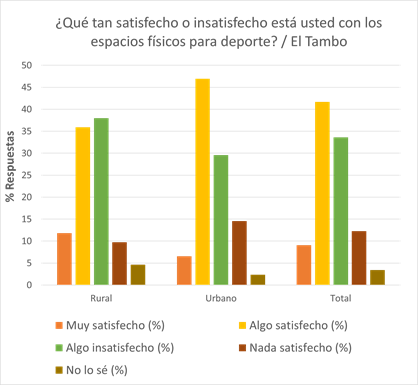 ¿Qué tan satisfecho o insatisfecho está usted con los
espacios físicos para deporte? / El Tambo
% Respuestas
50
45
40
35
30
25
20
15
10
5
0
Rural Urbano Total
Muy satisfecho (%) Algo satisfecho (%)
Algo insatisfecho (%) Nada satisfecho (%)
No lo sé (%)